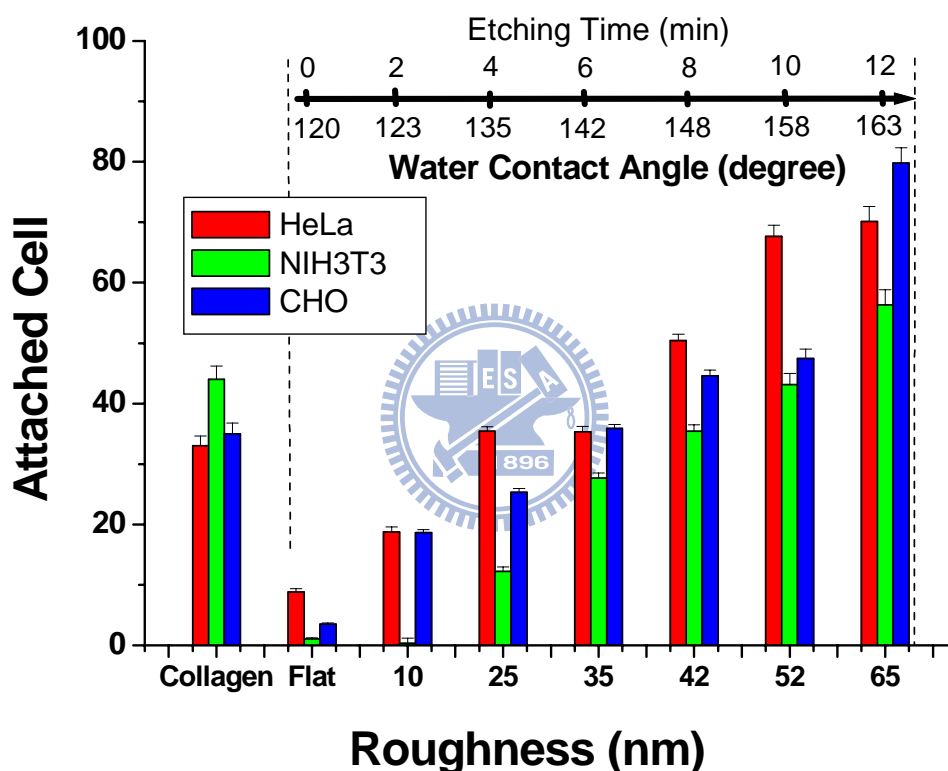 Etching Time (min)
0 2 4 6 8 10 12
120 123 135 142 148 158 163
Water Contact Angle (degree)
100
80
60
40
20
0
Attached Cell
HeLa
NIH3T3
CHO
E S A
1896
Collagen Flat 10 25 35 42 52 65
Roughness (nm)